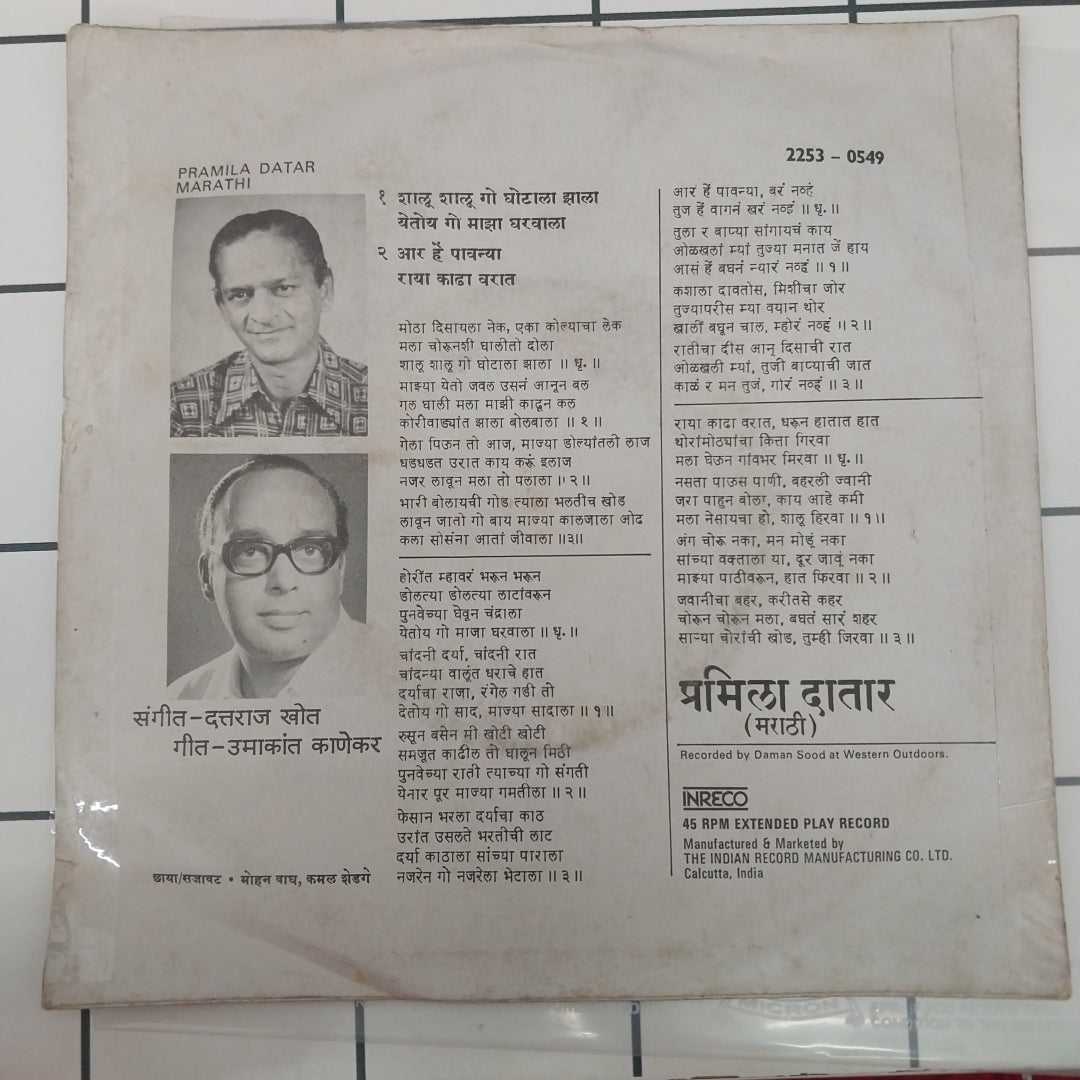 PRAMILA DATAR
MARATHI
2253 – 0549
१ शालू शालू गो घोटाला झाला
येतोय गो माझा घरवाला
२ आर हें पावन्या
राया काढा वरात
मोठा दिसायला नेक, एका कोल्याचा लेक
मला चोरूनशी घालीतो दोला
शालू शालू गो घोटाला झाला ॥ धृ. ॥
माझ्या येतो जवल उसनं आनून बल
गल घाली मला माझी काढून कल
कोरीवाड्यांत झाला बोलबाला ॥ १ ॥
गेला पिऊन तो आज, माज्या डोल्यांतली लाज
धडधडत उरात काय करूं इलाज
नजर लावून मला तो पलाला ॥ २ ॥
भारी बोलायची गोड त्याला भलतीच खोड
लावून जातो गो बाय माज्या कालजाला ओढ
कला सोसंना आतां जीवाला ॥३॥
होरींत म्हावरं भरून भरून
डोलत्या डोलत्या लाटांवरून
पुनवेच्या घेवून चंद्राला
येतोय गो माजा घरवाला ॥ धृ. ॥
चांदनी दर्या, चांदनी रात
चांदन्या वालूंत धराचे हात
दर्याचा राजा, रंगेल गडी तो
देतोय गो साद, माज्या सादाला ॥ १ ॥
रुसून बसेन मी खोटी खोटी
समजूत काढील तो घालून मिठी
पुनवेच्या राती त्याच्या गो संगती
येनार पूर माज्या गमतीला ॥ २ ॥
फेसान भरला दर्याचा काठ
उरांत उसलते भरतीची लाट
दर्या काठाला सांच्या पाराला
नजरेन गो नजरेला भेटाला ॥ ३ ॥
आरं हें पावन्या, बरं नव्हं
तुज हें वागनं खरं नव्हं ॥ धृ. ॥
तुला र बाप्या सांगायचं काय
ओळखलां म्यां तुज्या मनात जें हाय
आसं हें बघनं न्यारं नव्हं ॥ १ ॥
कशाला दावतोस, मिशीचा जोर
तुज्यापरीस म्या वयान थोर
खालीं बघून चाल, म्होरं नव्हं ॥ २ ॥
रातीचा दीस आन् दिसाची रात
ओळखली म्यां, तुजी बाप्याची जात
काळं र मन तुजं, गोरं नव्हं ॥ ३ ॥
राया काढा वरात, धरून हातात हात
थोरांमोठ्यांचा कित्ता गिरवा
मला घेऊन गांवभर मिरवा ॥ धृ. ॥
नसता पाऊस पाणी, बहरली ज्वानी
जरा पाहुन बोला, काय आहे कमी
मला नेसायचा हो, शालू हिरवा ॥ १ ॥
अंग चोरू नका, मन मोडूं नका
सांच्या वक्ताला या, दूर जावूं नका
माझ्या पाठीवरून, हात फिरवा ॥ २ ॥
जवानीचा बहर, करीतसे कहर
चोरून चोरून मला, बघतं सारं शहर
साऱ्या चोरांची खोड, तुम्ही जिरवा ॥ ३ ॥
प्रमिला दातार
(मराठी)
संगीत–दत्तराज खोत
गीत–उमाकांत काणेकर
छाया/सजावट • मोहन वाघ, कमल शेडगे
Recorded by Daman Sood at Western Outdoors.
INRECO
45 RPM EXTENDED PLAY RECORD
Manufactured & Marketed by
THE INDIAN RECORD MANUFACTURING CO. LTD.
Calcutta, India